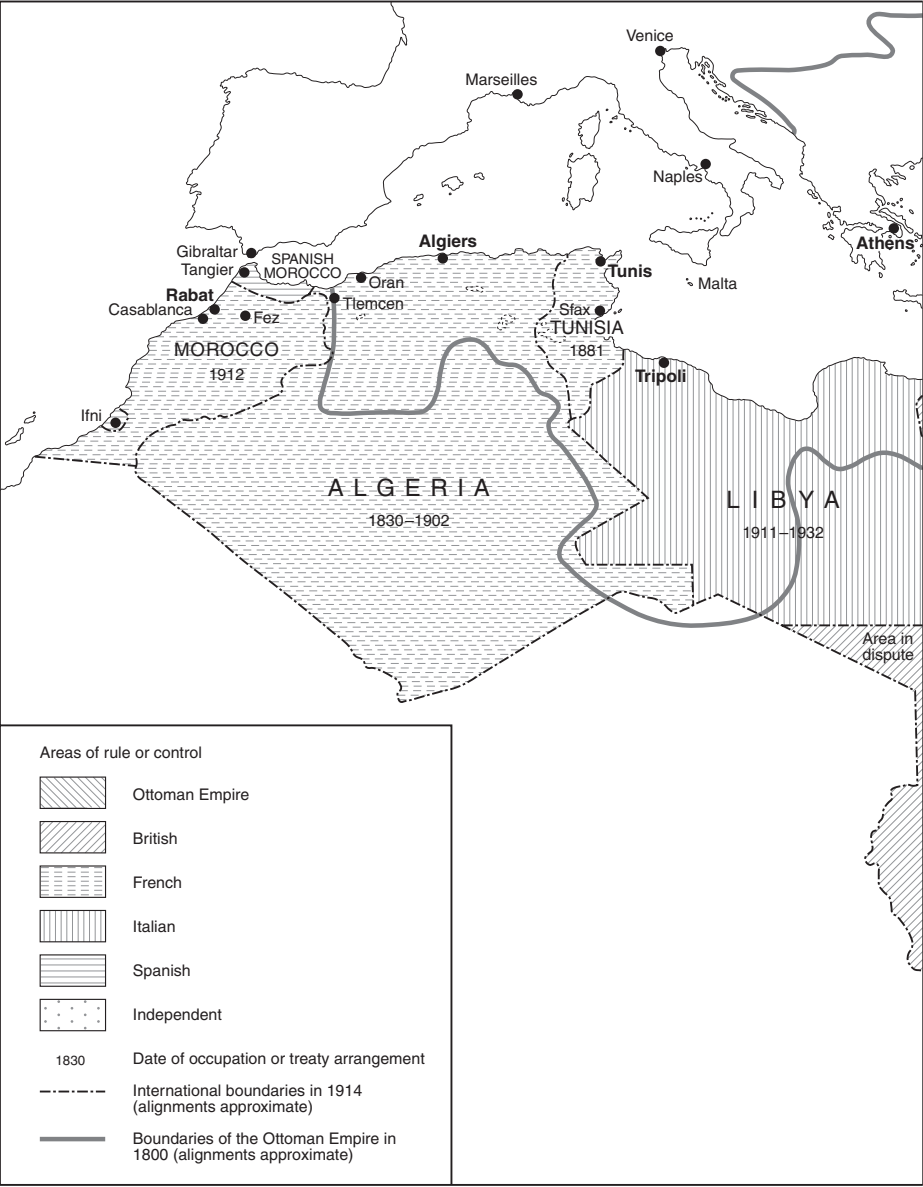 Venice
Marseilles
Naples
Gibraltar
Tangier
SPANISH
MOROCCO
Algiers
Athens
Oran
Tunis
Malta
Rabat
Casablanca
Fez
Tlemcen
Sfax
TUNISIA
1881
MOROCCO
1912
Tripoli
Ifni
ALGERIA
1830–1902
LIBYA
1911–1932
Area in
dispute
Areas of rule or control
Ottoman Empire
British
French
Italian
Spanish
Independent
1830 Date of occupation or treaty arrangement
International boundaries in 1914
(alignments approximate)
Boundaries of the Ottoman Empire in
1800 (alignments approximate)